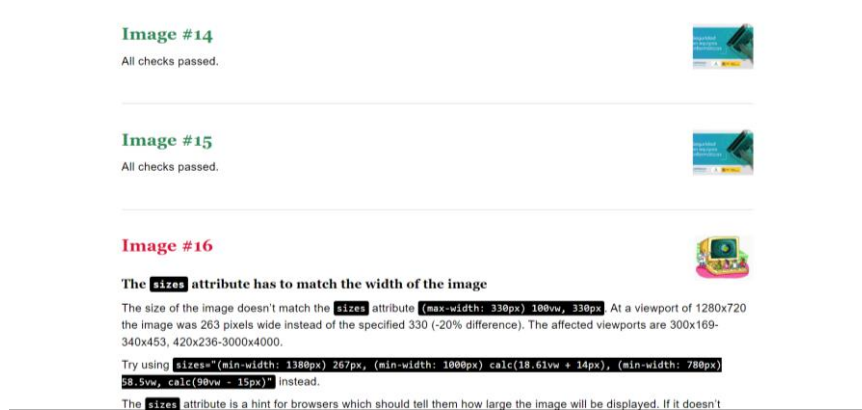 Image #14
All checks passed.
Image #15
All checks passed.
Image #16
The sizes attribute has to match the width of the image
The size of the image doesn't match the sizes attribute (max-width: 330px) 100vw, 330px. At a viewport of 1280x720
the image was 263 pixels wide instead of the specified 330 (-20% difference). The affected viewports are 300x169-
340x453, 420x236-3000x4000.
Try using sizes="(min-width: 1380px) 267px, (min-width: 1000px) calc(18.61vw + 14px), (min-width: 780px)
58.5vw, calc(90vw - 15px)" instead.
The sizes attribute is a hint for browsers which should tell them how large the image will be displayed. If it doesn't